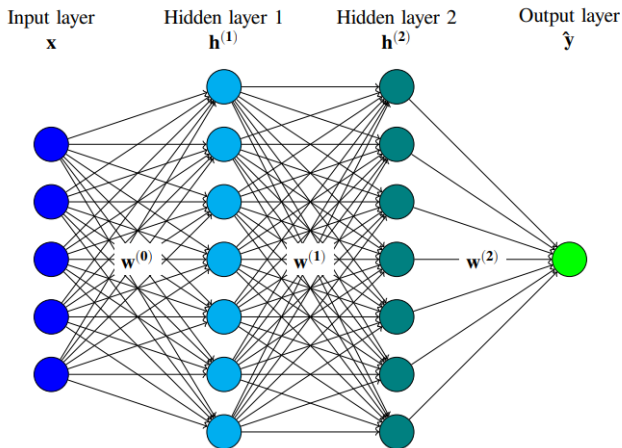 Input layer
x
Hidden layer 1
h⁽¹⁾
Hidden layer 2
h⁽²⁾
Output layer
ŷ
w⁽⁰⁾
w⁽¹⁾
w⁽²⁾